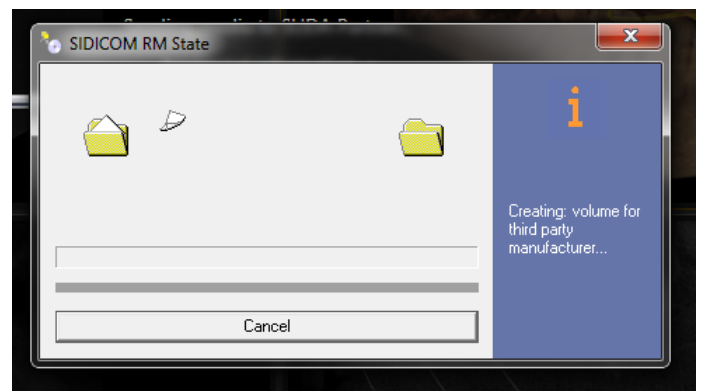 SIDICOM RM State
i
Creating: volume for
third party
manufacturer...
Cancel